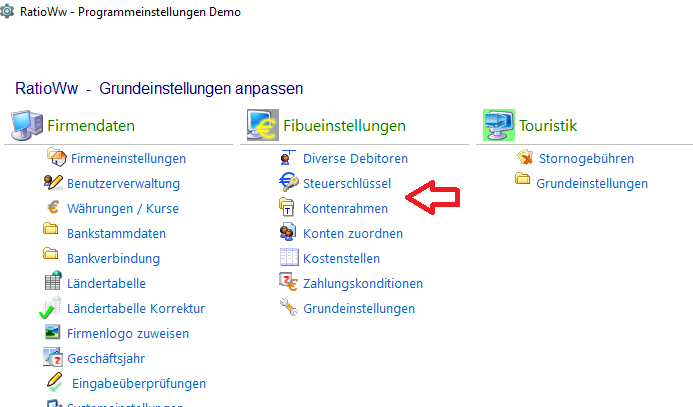 RatioWw - Programmeinstellungen Demo
RatioWw - Grundeinstellungen anpassen
Firmendaten
Firmeneinstellungen
Benutzerverwaltung
Währungen / Kurse
Bankstammdaten
Bankverbindung
Ländertabelle
Ländertabelle Korrektur
Firmenlogo zuweisen
Geschäftsjahr
Eingabeüberprüfungen
Systemeinstellungen
Fibueinstellungen
Diverse Debitoren
Steuerschlüssel
Kontenrahmen
Konten zuordnen
Kostenstellen
Zahlungskonditionen
Grundeinstellungen
Touristik
Stornogebühren
Grundeinstellungen